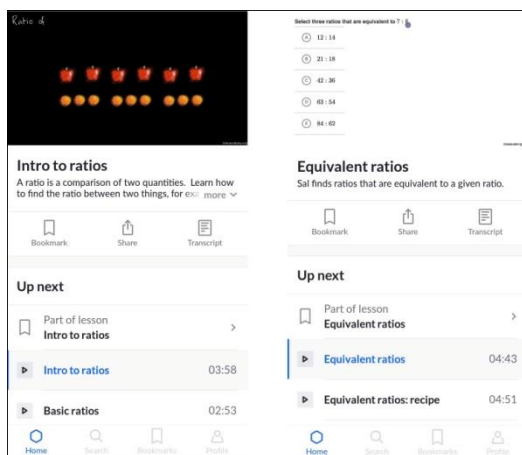 Ratio of
Intro to ratios
A ratio is a comparison of two quantities. Learn how
to find the ratio between two things, for exa more
Bookmark
Share
Transcript
Up next
Part of lesson
Intro to ratios
Intro to ratios 03:58
Basic ratios 02:53
Home
Search
Bookmarks
Profile
Select three ratios that are equivalent to 7 : 6
A 12 : 14
B 21 : 18
C 42 : 36
D 63 : 54
E 84 : 62
Equivalent ratios
Sal finds ratios that are equivalent to a given ratio.
Bookmark
Share
Transcript
Up next
Part of lesson
Equivalent ratios
Equivalent ratios 04:43
Equivalent ratios: recipe 04:51
Home
Search
Bookmarks
Profile